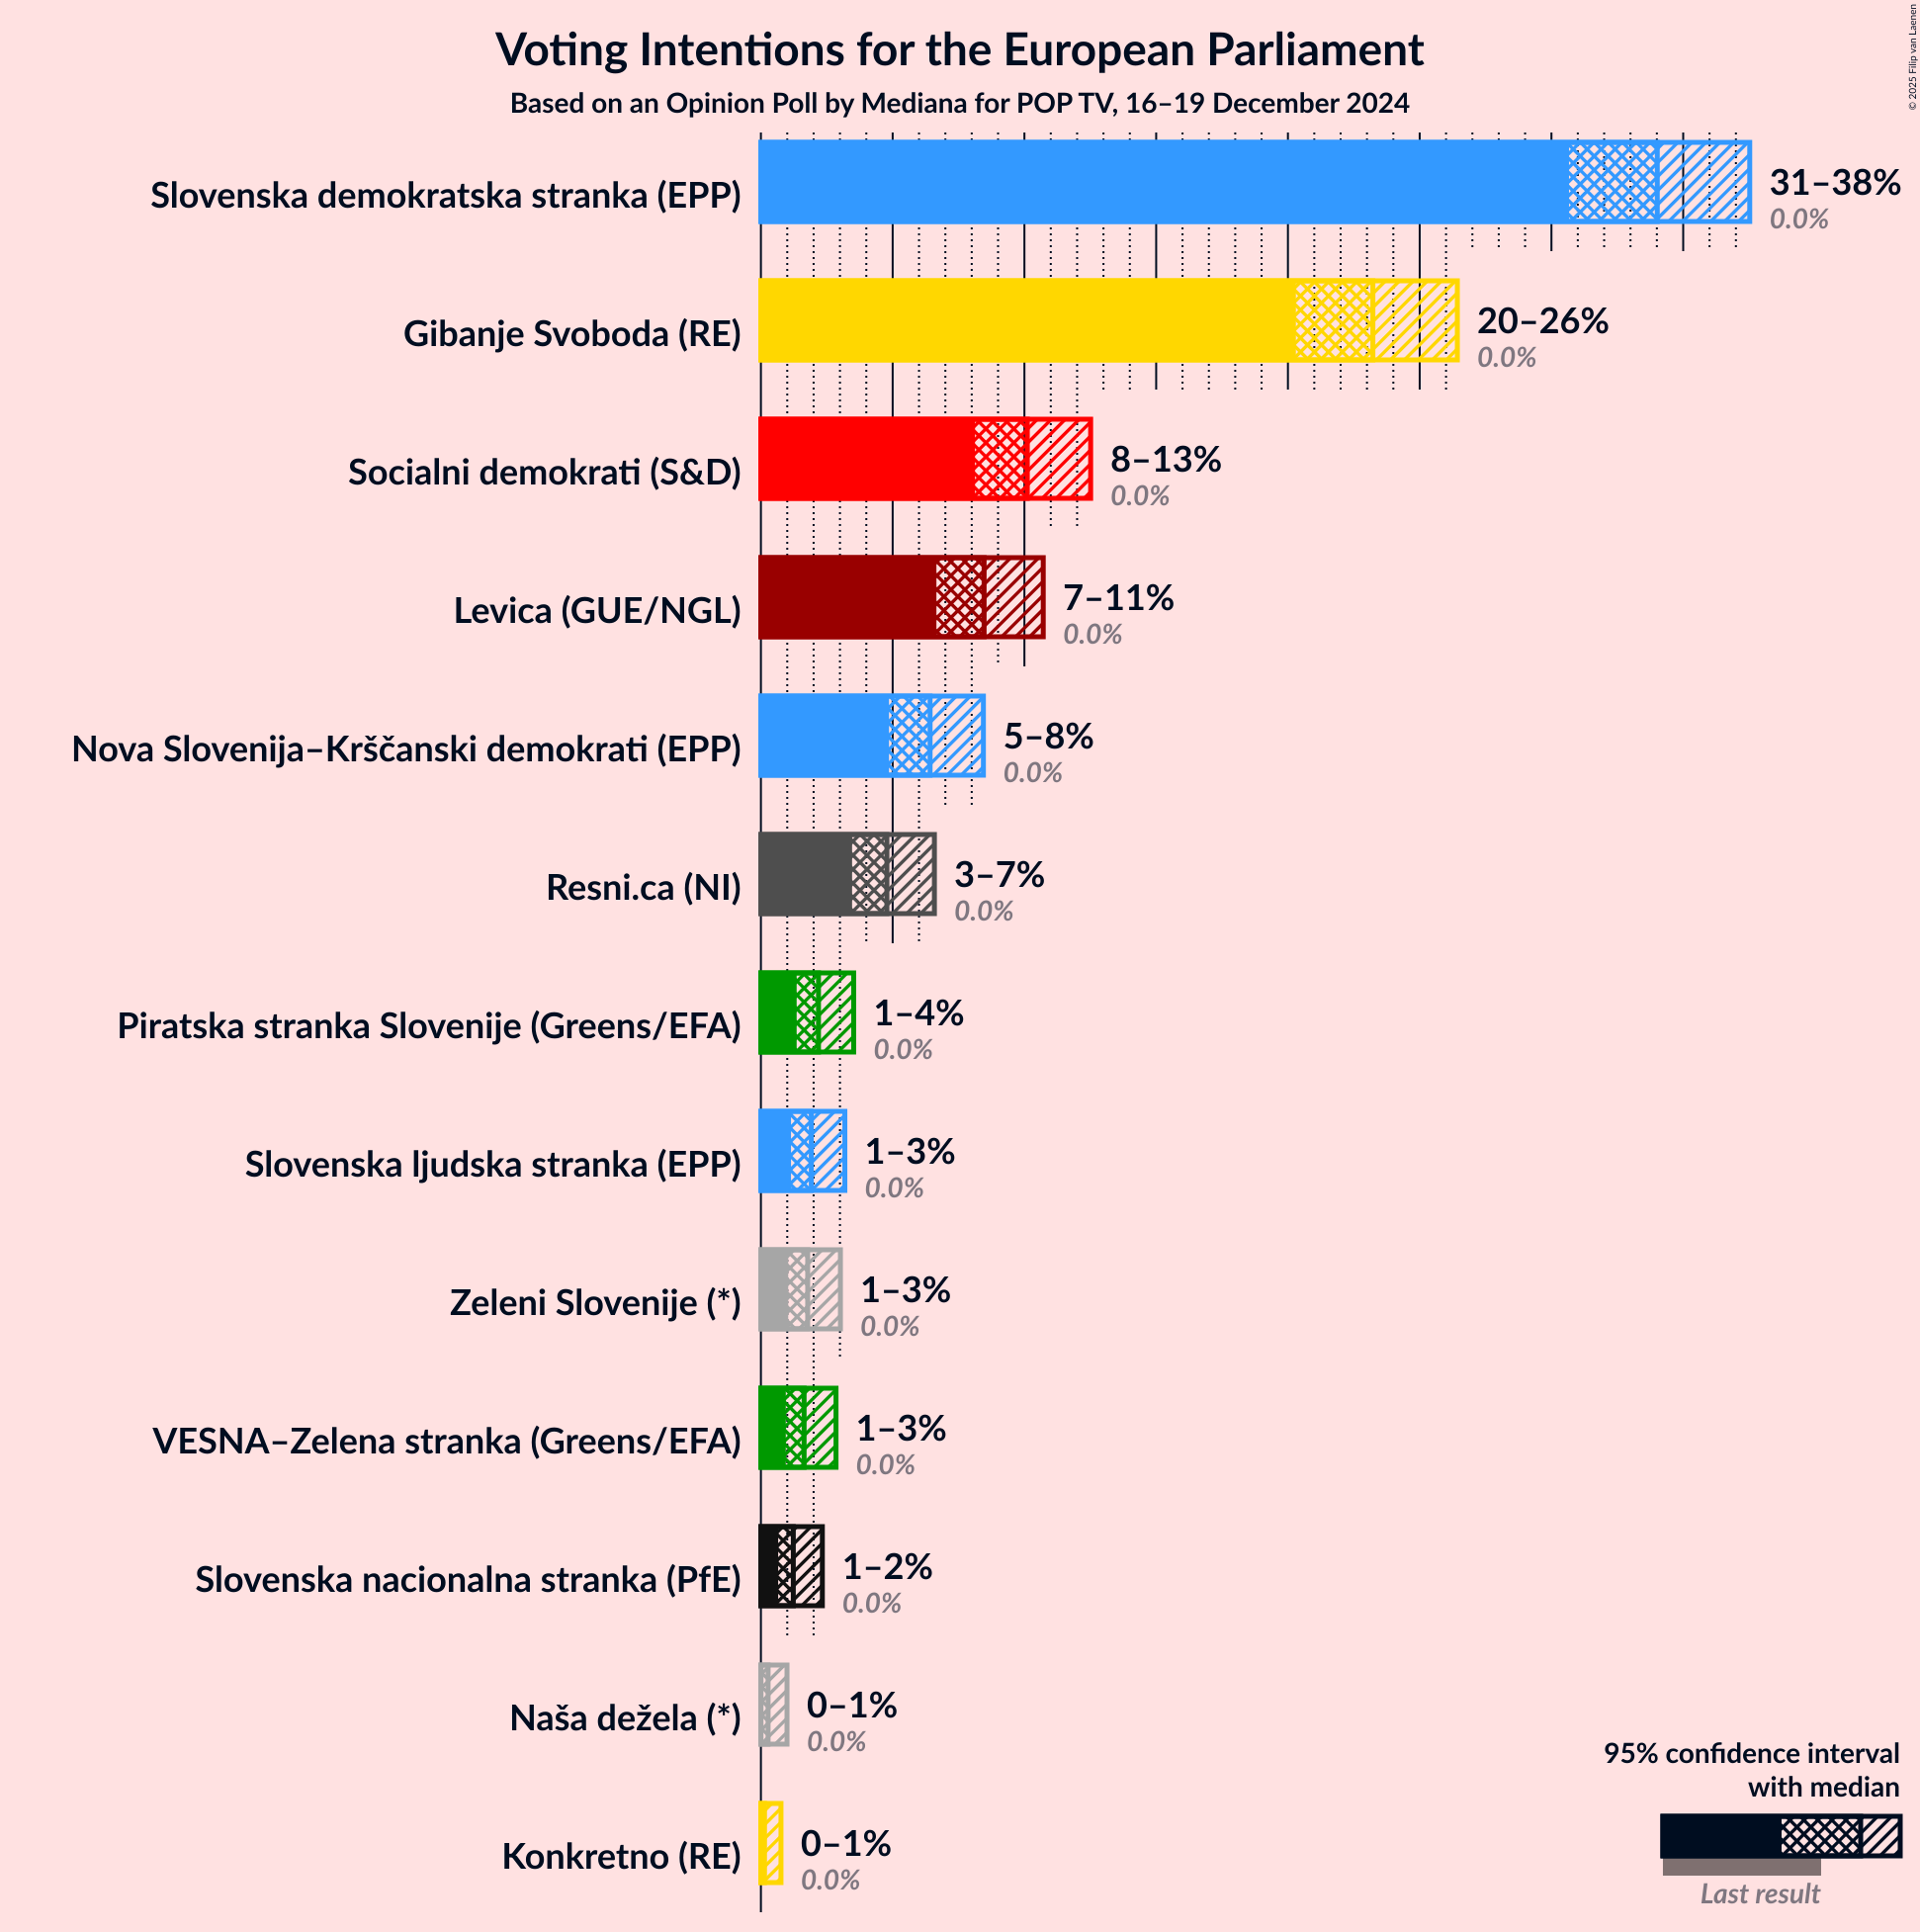 Voting Intentions for the European Parliament
Based on an Opinion Poll by Mediana for POP TV, 16–19 December 2024
© 2025 Filip van Laenen
Slovenska demokratska stranka (EPP)
31–38%
0.0%
Gibanje Svoboda (RE)
20–26%
0.0%
Socialni demokrati (S&D)
8–13%
0.0%
Levica (GUE/NGL)
7–11%
0.0%
Nova Slovenija–Krščanski demokrati (EPP)
5–8%
0.0%
Resni.ca (NI)
3–7%
0.0%
Piratska stranka Slovenije (Greens/EFA)
1–4%
0.0%
Slovenska ljudska stranka (EPP)
1–3%
0.0%
Zeleni Slovenije (*)
1–3%
0.0%
VESNA–Zelena stranka (Greens/EFA)
1–3%
0.0%
Slovenska nacionalna stranka (PfE)
1–2%
0.0%
Naša dežela (*)
0–1%
0.0%
Konkretno (RE)
0–1%
0.0%
95% confidence interval
with median
Last result